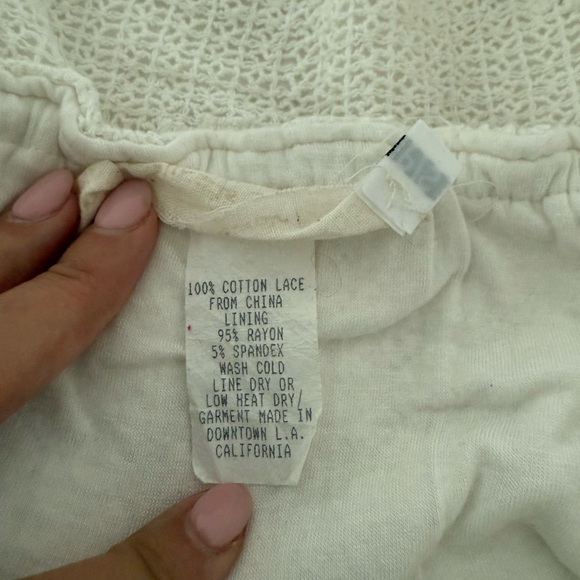 100% COTTON LACE
FROM CHINA
LINING
95% RAYON
5% SPANDEX
WASH COLD
LINE DRY OR
LOW HEAT DRY/
GARMENT MADE IN
DOWNTOWN L.A.
CALIFORNIA